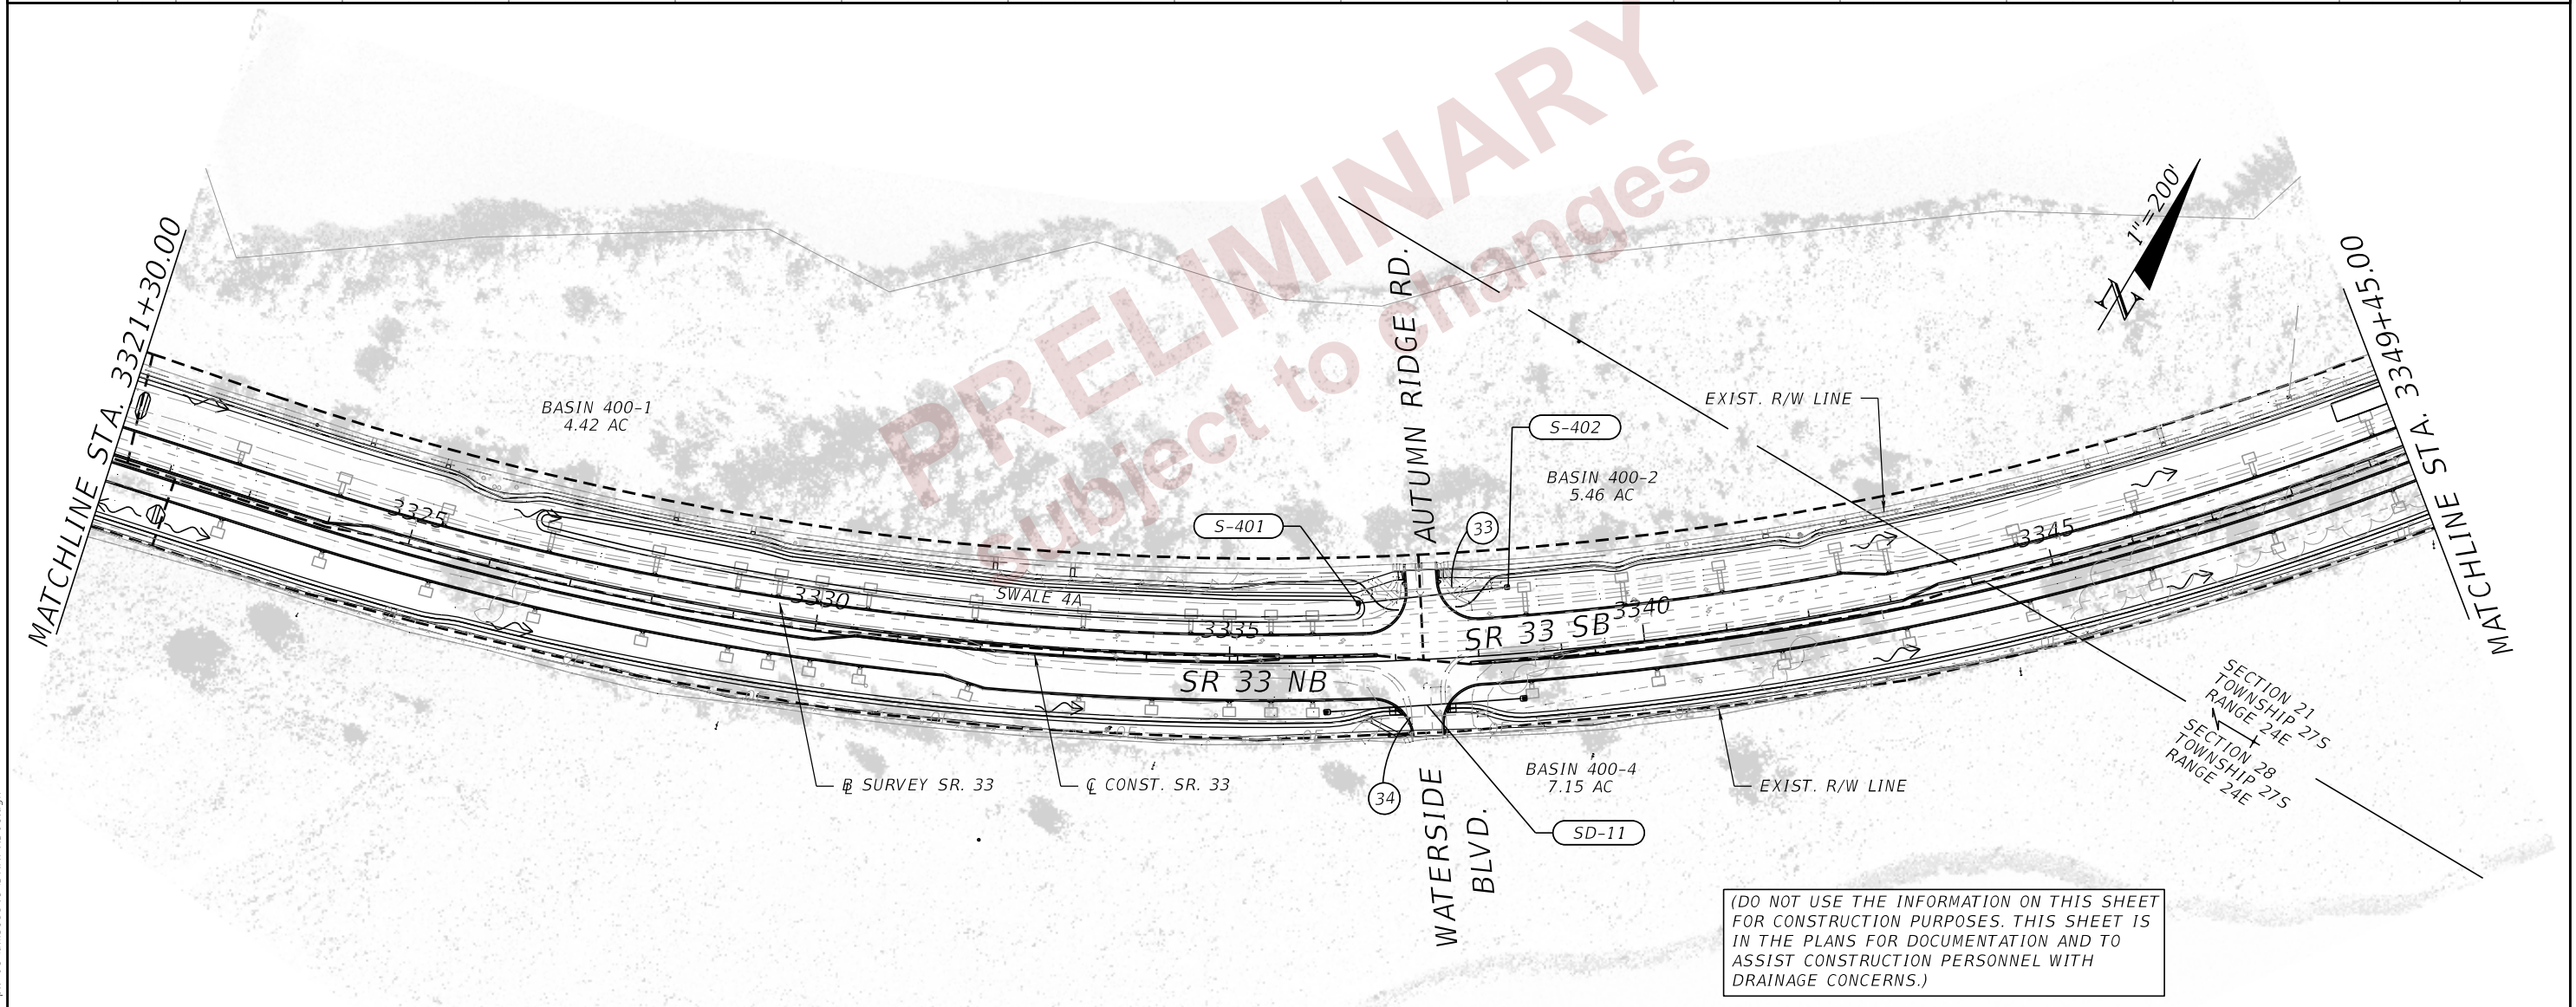 PRELIMINARY
subject to changes
MATCHLINE STA. 3321+30.00
BASIN 400-1
4.42 AC
AUTUMN RIDGE RD.
1"=200'
N
MATCHLINE STA. 3349+45.00
EXIST. R/W LINE
S-402
BASIN 400-2
5.46 AC
S-401
33
3325
3330
SWALE 4A
3335
3340
3345
SR 33 SB
SR 33 NB
BL SURVEY SR. 33
CL CONST. SR. 33
34
WATERSIDE
BLVD.
BASIN 400-4
7.15 AC
EXIST. R/W LINE
SD-11
SECTION 21
TOWNSHIP 27S
RANGE 24E
SECTION 28
TOWNSHIP 27S
RANGE 24E
(DO NOT USE THE INFORMATION ON THIS SHEET
FOR CONSTRUCTION PURPOSES. THIS SHEET IS
IN THE PLANS FOR DOCUMENTATION AND TO
ASSIST CONSTRUCTION PERSONNEL WITH
DRAINAGE CONCERNS.)